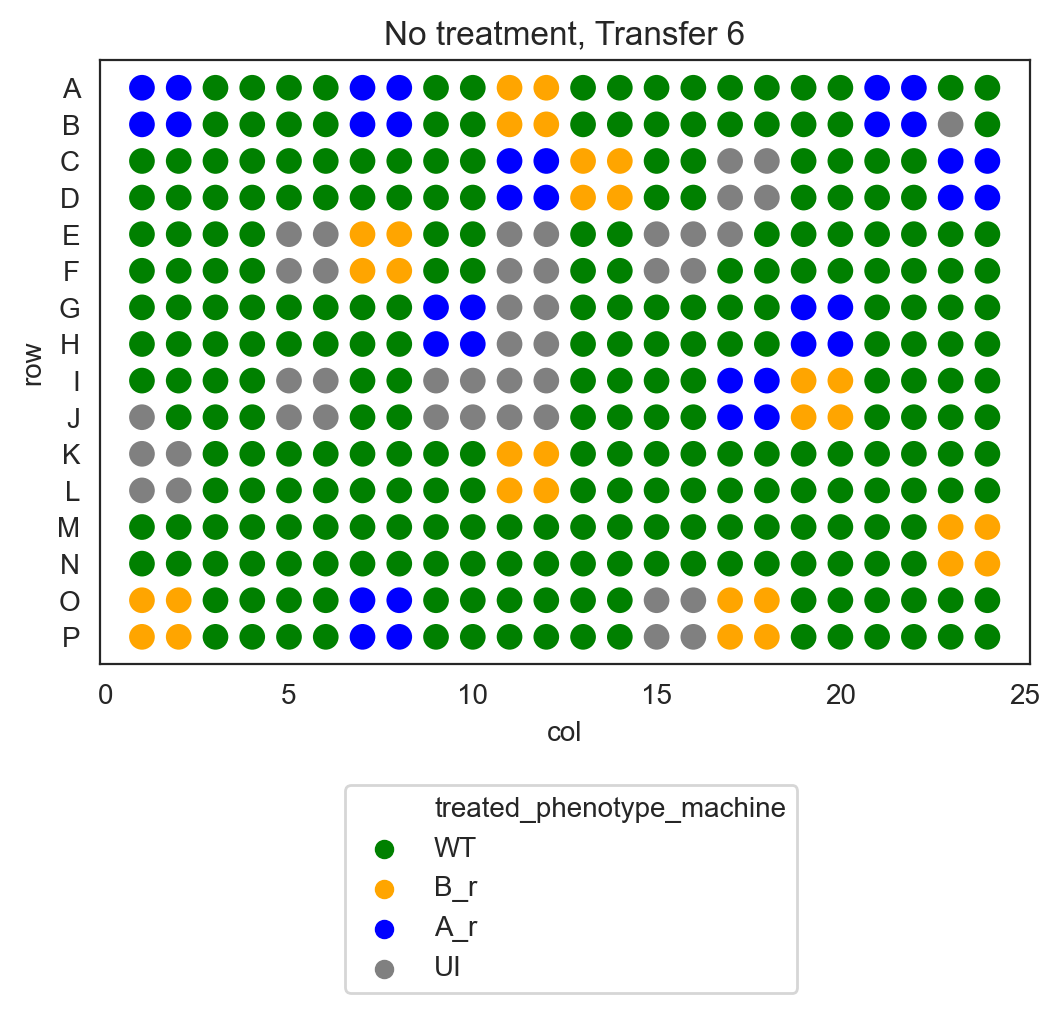 No treatment, Transfer 6
A
B
C
D
E
F
G
H
I
J
K
L
M
N
O
P
row
0 5 10 15 20 25
col
treated_phenotype_machine
WT
B_r
A_r
UI